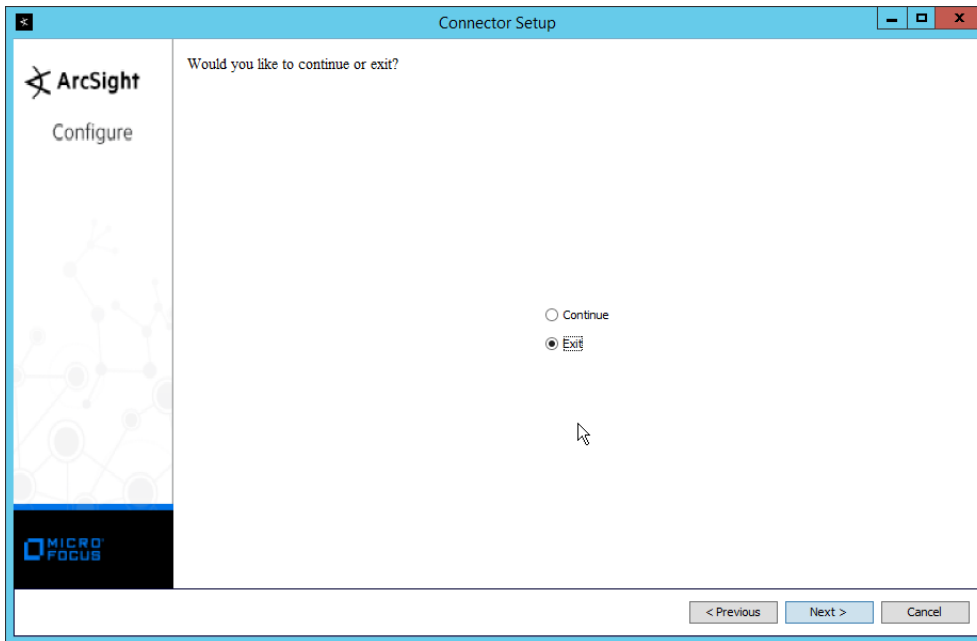 Connector Setup
ArcSight
Configure
Would you like to continue or exit?
Continue
Exit
MICRO
FOCUS
< Previous
Next >
Cancel